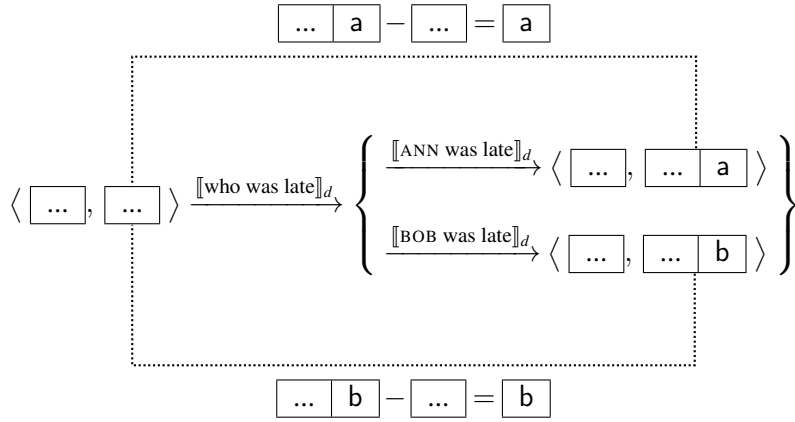 ... a − ... = a
⟦ANN was late⟧d
⟨ ... , ... a ⟩
⟨ ... , ... ⟩ ⟦who was late⟧d
⟦BOB was late⟧d
⟨ ... , ... b ⟩
... b − ... = b